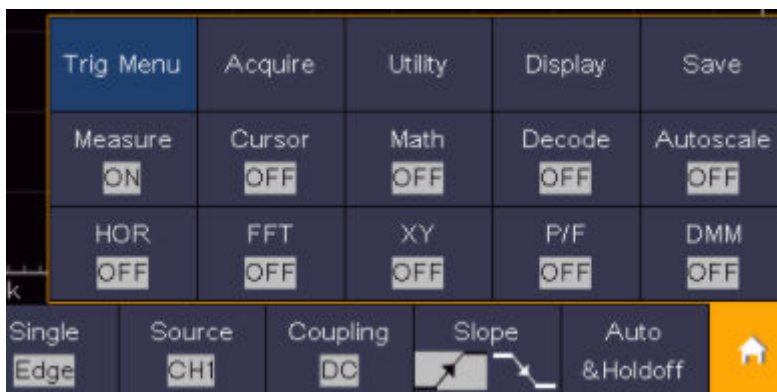 Trig Menu Acquire Utility Display Save
Measure Cursor Math Decode Autoscale
ON OFF OFF OFF OFF
HOR FFT XY P/F DMM
OFF OFF OFF OFF OFF
k
Single Source Coupling Slope Auto
Edge CH1 DC &Holdoff